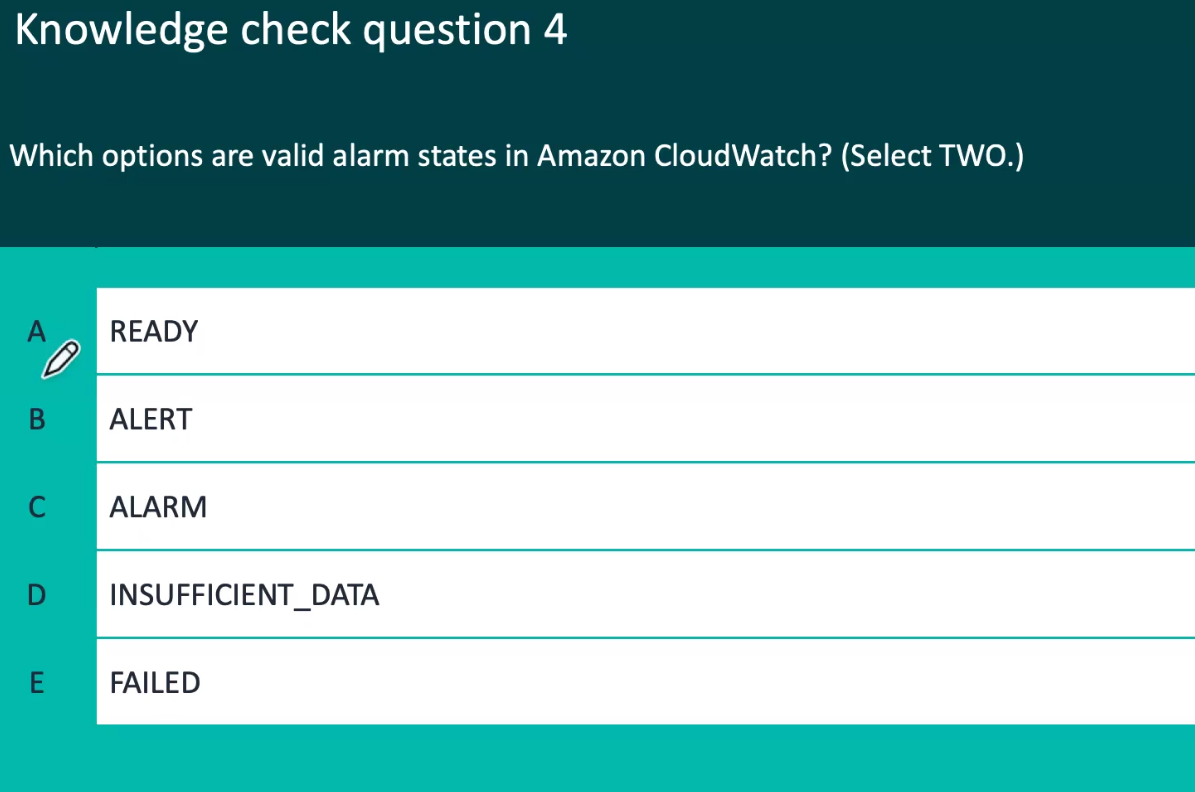 Knowledge check question 4
Which options are valid alarm states in Amazon CloudWatch? (Select TWO.)
A READY
B ALERT
C ALARM
D INSUFFICIENT_DATA
E FAILED